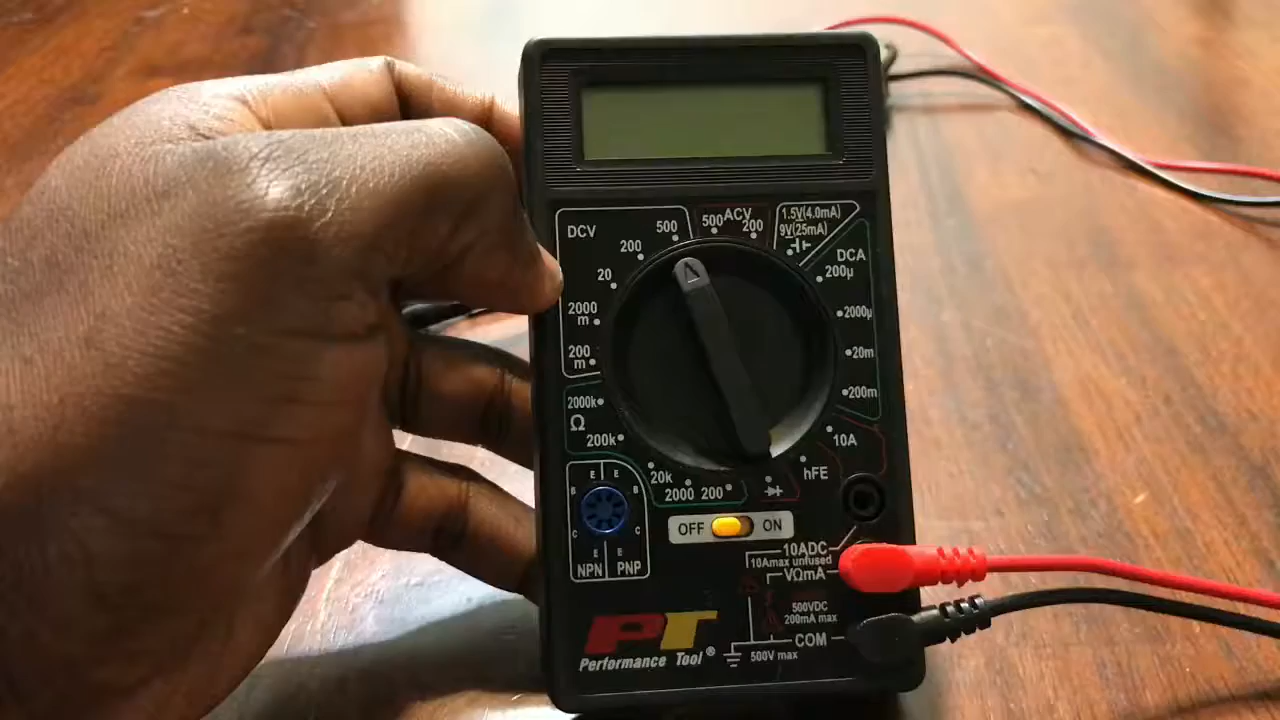 DCV
500
200
20
2000
m
200
m
ACV
500
200
1.5V(4.0mA)
9V(25mA)
DCA
200µ
2000µ
20m
200m
10A
hFE
2000k
Ω
200k
20k
2000
200
E E
B B
C C
E E
NPN PNP
OFF ON
10ADC
10Amax unfused
VΩmA
500VDC
200mA max
COM
500V max
PT
Performance Tool®